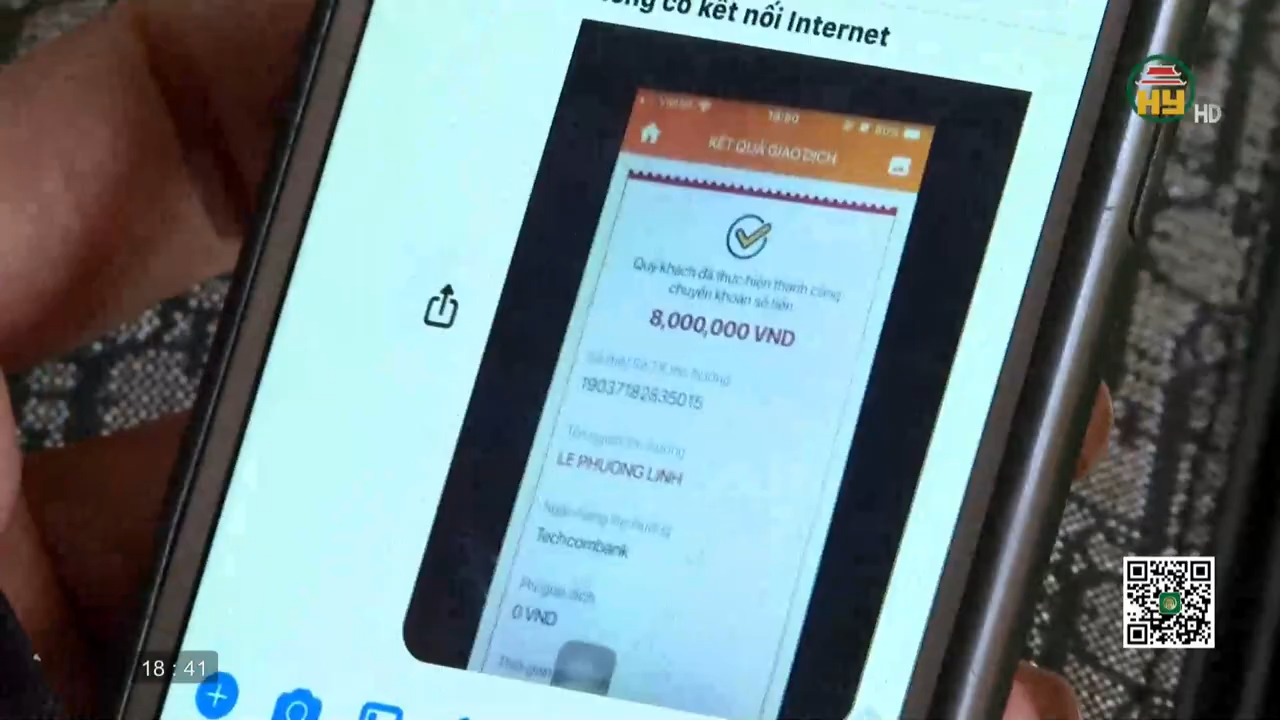 có kết nối Internet
HY HD
KẾT QUẢ GIAO DỊCH
Quý khách đã thực hiện thành công
chuyển khoản số tiền
8,000,000 VND
19037182835015
LE PHUONG LINH
Techcombank
Phí giao dịch
0 VND
18 : 41